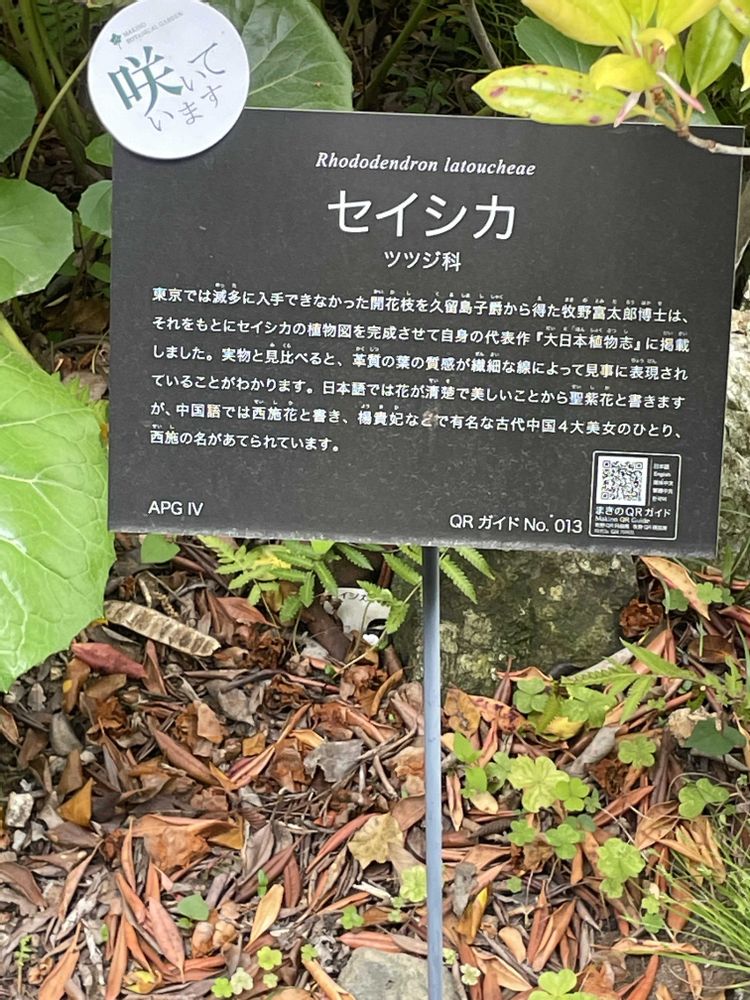 MAKINO
BOTANICAL GARDEN
咲いて
います
Rhododendron latoucheae
セイシカ
ツツジ科
東京では滅多に入手できなかった開花枝を久留島子爵から得た牧野富太郎博士は、
それをもとにセイシカの植物図を完成させて自身の代表作『大日本植物志』に掲載
しました。実物と見比べると、革質の葉の質感が繊細な線によって見事に表現され
ていることがわかります。日本語では花が清楚で美しいことから聖紫花と書きます
が、中国語では西施花と書き、楊貴妃などで有名な古代中国4大美女のひとり、
西施の名があてられています。
日本語
English
まきのQRガイド
Makino QR Guide
APG IV
QRガイド No. 013
イシカ